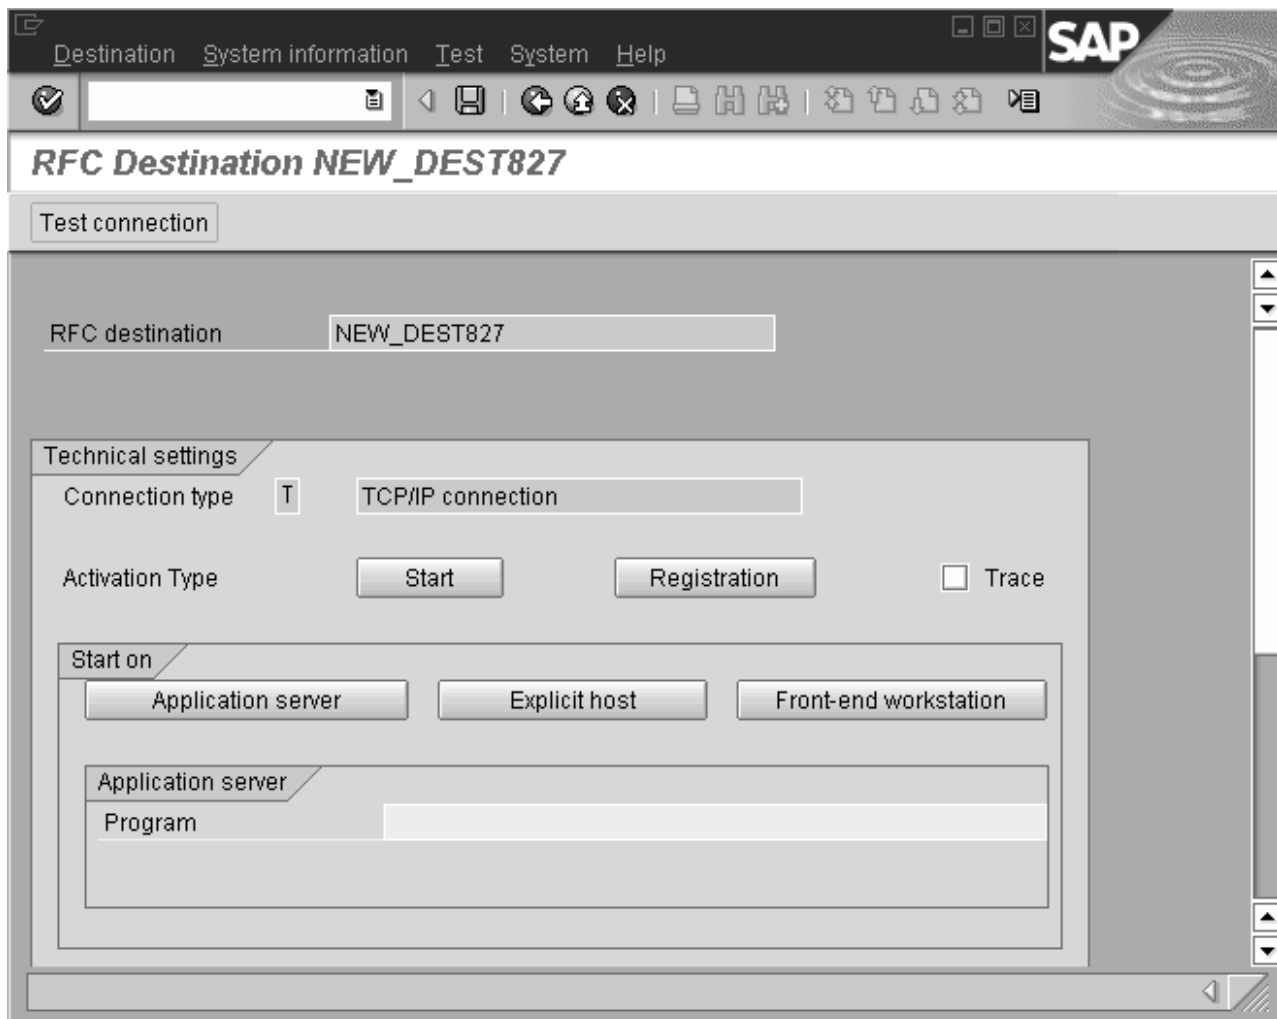 Destination System information Test System Help
SAP
RFC Destination NEW_DEST827
Test connection
RFC destination NEW_DEST827
Technical settings
Connection type T TCP/IP connection
Activation Type Start Registration Trace
Start on
Application server Explicit host Front-end workstation
Application server
Program